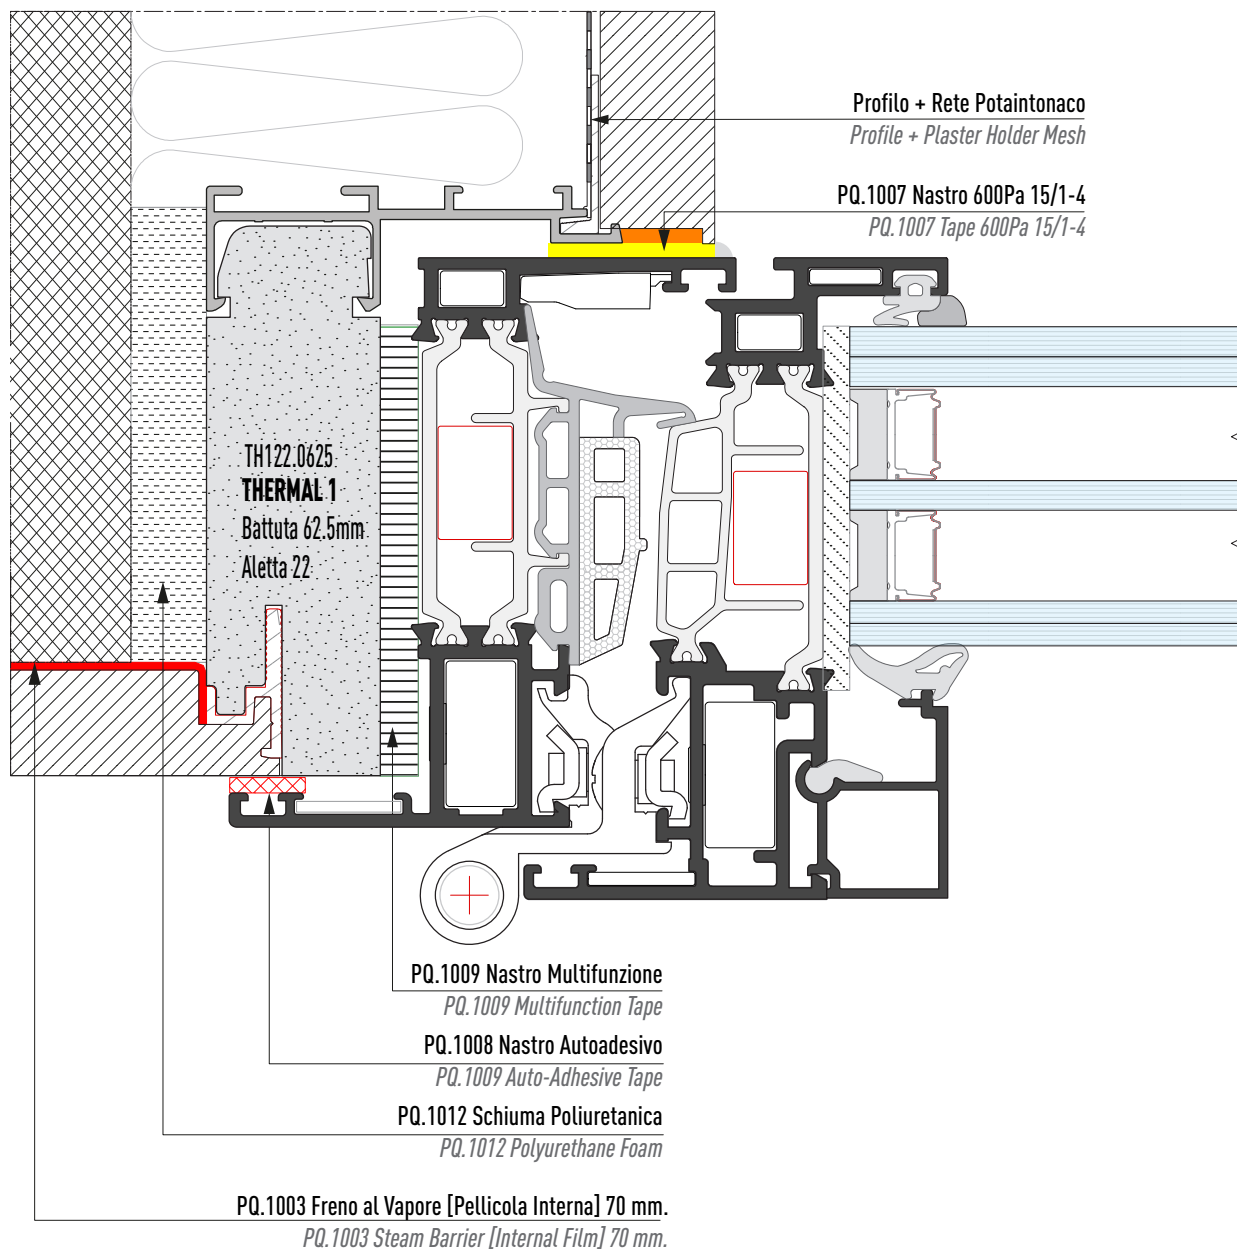 Profilo + Rete Potaintonaco
Profile + Plaster Holder Mesh
PQ.1007 Nastro 600Pa 15/1-4
PQ.1007 Tape 600Pa 15/1-4
TH122.0625
THERMAL 1
Battuta 62.5mm
Aletta 22
PQ.1009 Nastro Multifunzione
PQ.1009 Multifunction Tape
PQ.1008 Nastro Autoadesivo
PQ.1009 Auto-Adhesive Tape
PQ.1012 Schiuma Poliuretanica
PQ.1012 Polyurethane Foam
PQ.1003 Freno al Vapore [Pellicola Interna] 70 mm.
PQ.1003 Steam Barrier [Internal Film] 70 mm.